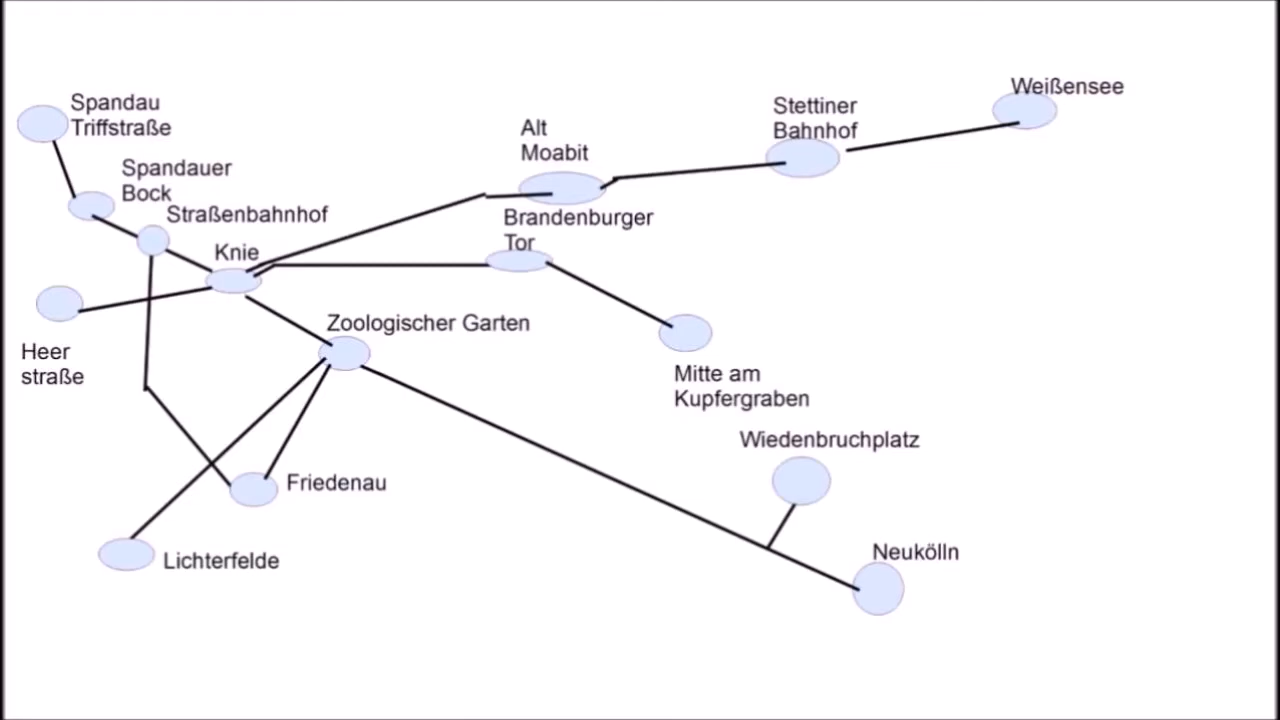 Spandau
Triffstraße
Spandauer
Bock
Straßenbahnhof
Knie
Heer
straße
Alt
Moabit
Brandenburger
Tor
Stettiner
Bahnhof
Weißensee
Zoologischer Garten
Mitte am
Kupfergraben
Wiedenbruchplatz
Friedenau
Lichterfelde
Neukölln